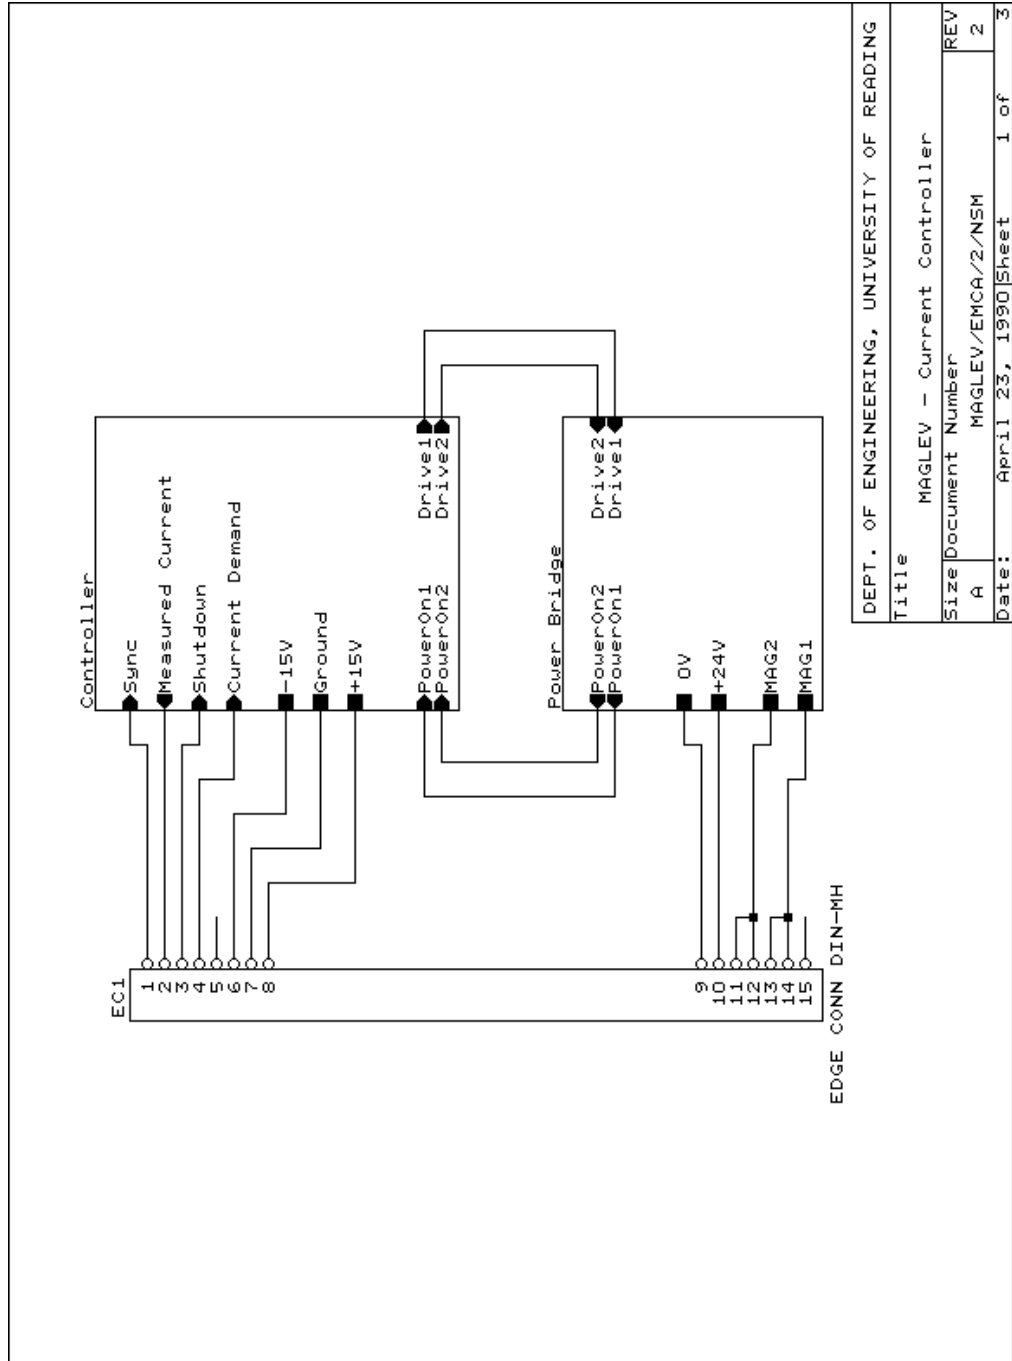 EC1
1
2
3
4
5
6
7
8
9
10
11
12
13
14
15
EDGE CONN DIN-MH
Controller
Sync
Measured Current
Shutdown
Current Demand
-15V
Ground
+15V
PowerOn1
PowerOn2
Drive1
Drive2
Power Bridge
PowerOn2
PowerOn1
Drive2
Drive1
0V
+24V
MAG2
MAG1
DEPT. OF ENGINEERING, UNIVERSITY OF READING
Title
MAGLEV - Current Controller
Size Document Number REV
A MAGLEV/EMCA/2/NSM 2
Date: April 23, 1990 Sheet 1 of 3